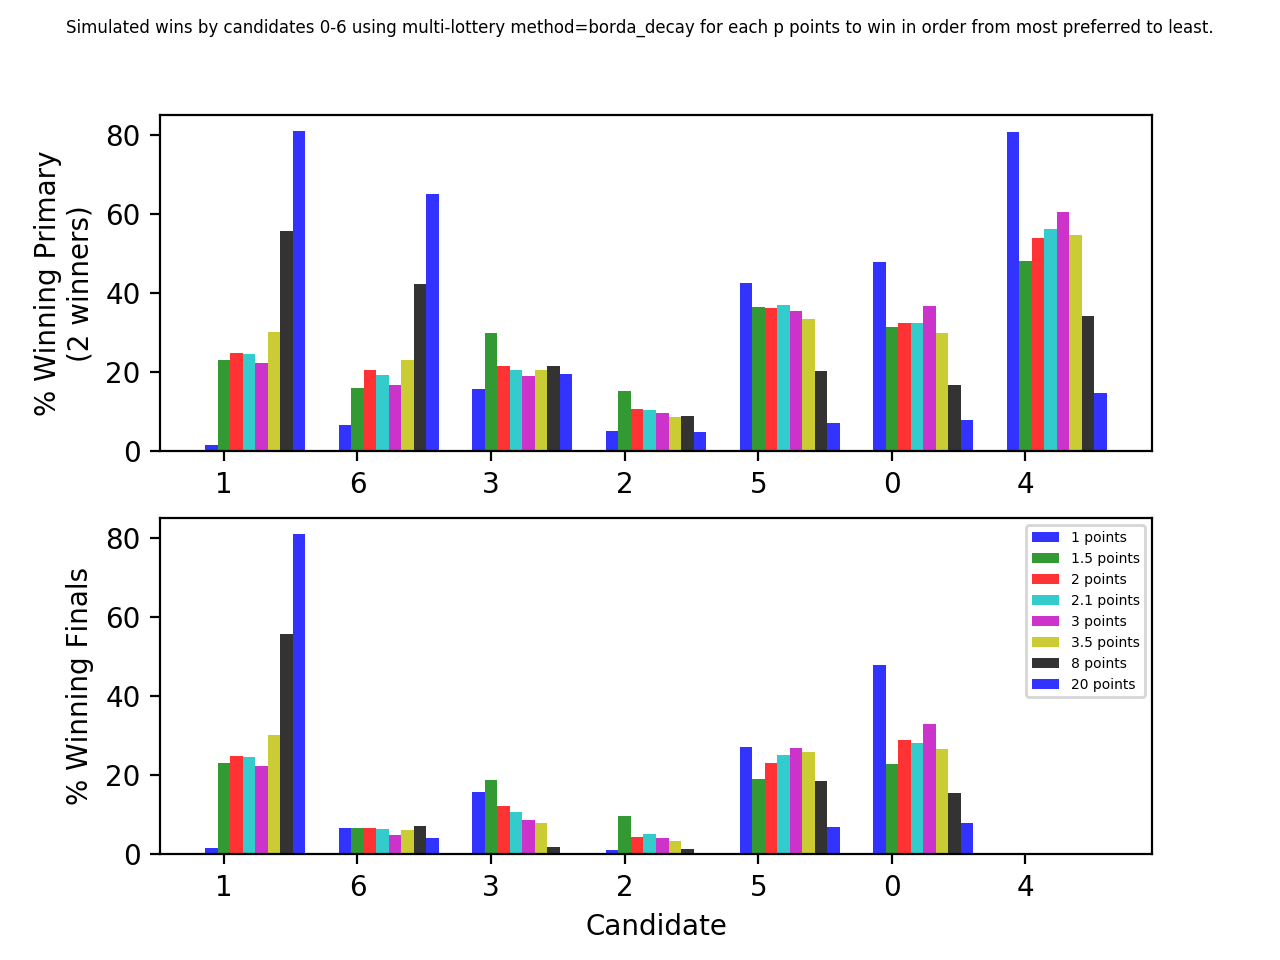 Simulated wins by candidates 0-6 using multi-lottery method=borda_decay for each p points to win in order from most preferred to least.
% Winning Primary
(2 winners)
80
60
40
20
0
1 6 3 2 5 0 4
% Winning Finals
80
60
40
20
0
1 points
1.5 points
2 points
2.1 points
3 points
3.5 points
8 points
20 points
1 6 3 2 5 0 4
Candidate